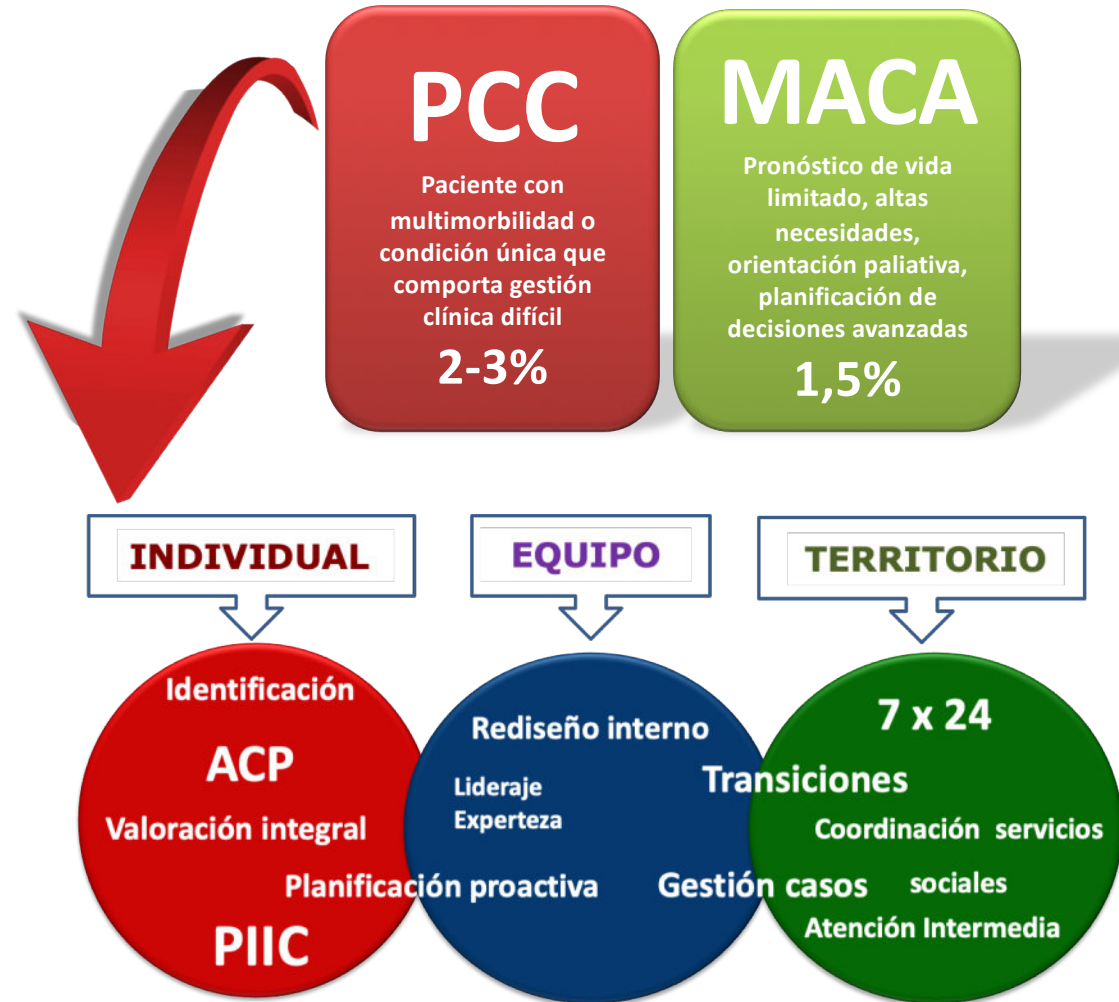 PCC
Paciente con
multimorbilidad o
condición única que
comporta gestión
clínica difícil
2-3%
MACA
Pronóstico de vida
limitado, altas
necesidades,
orientación paliativa,
planificación de
decisiones avanzadas
1,5%
INDIVIDUAL
EQUIPO
TERRITORIO
Identificación
ACP
Valoración integral
Planificación proactiva
PIIC
Rediseño interno
Lideraje
Experteza
7 x 24
Transiciones
Coordinación servicios
Gestión casos sociales
Atención Intermedia